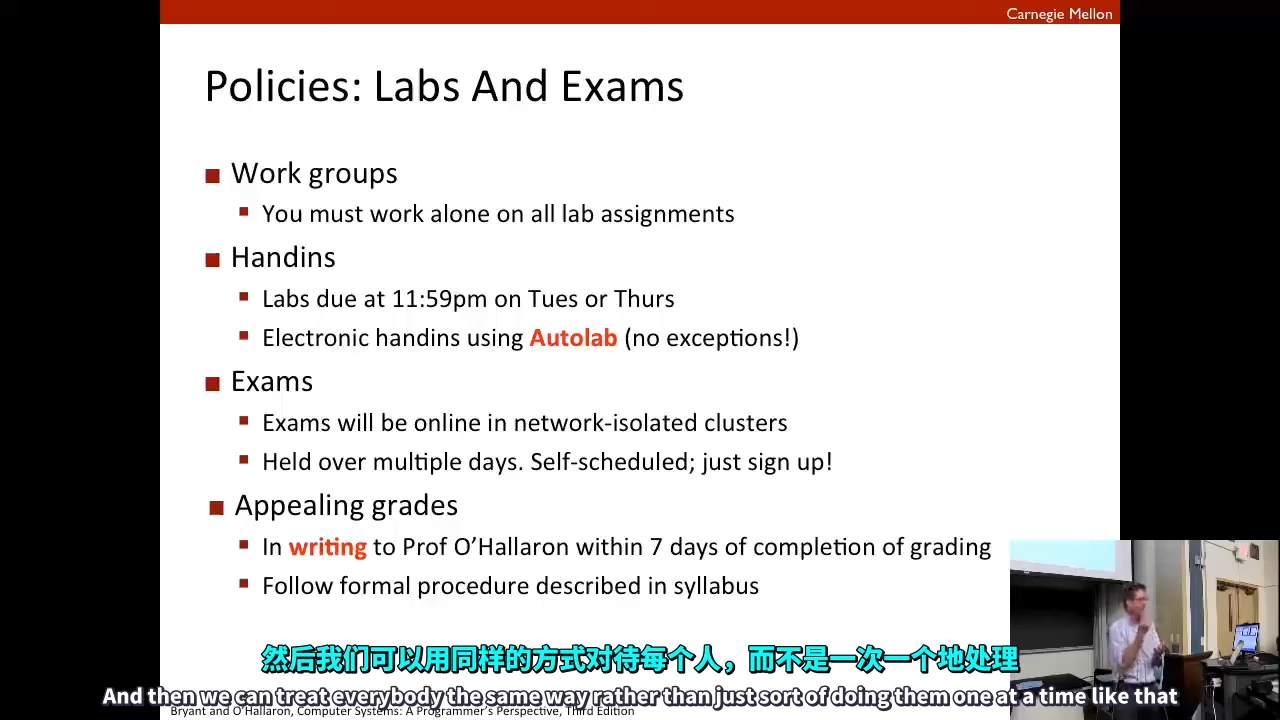 Carnegie Mellon
Policies: Labs And Exams
Work groups
You must work alone on all lab assignments
Handins
Labs due at 11:59pm on Tues or Thurs
Electronic handins using Autolab (no exceptions!)
Exams
Exams will be online in network-isolated clusters
Held over multiple days. Self-scheduled; just sign up!
Appealing grades
In writing to Prof O’Hallaron within 7 days of completion of grading
Follow formal procedure described in syllabus
然后我们可以用同样的方式对待每个人，而不是一次一个地处理
And then we can treat everybody the same way rather than just sort of doing them one at a time like that
Bryant and O’Hallaron, Computer Systems: A Programmer’s Perspective, Third Edition